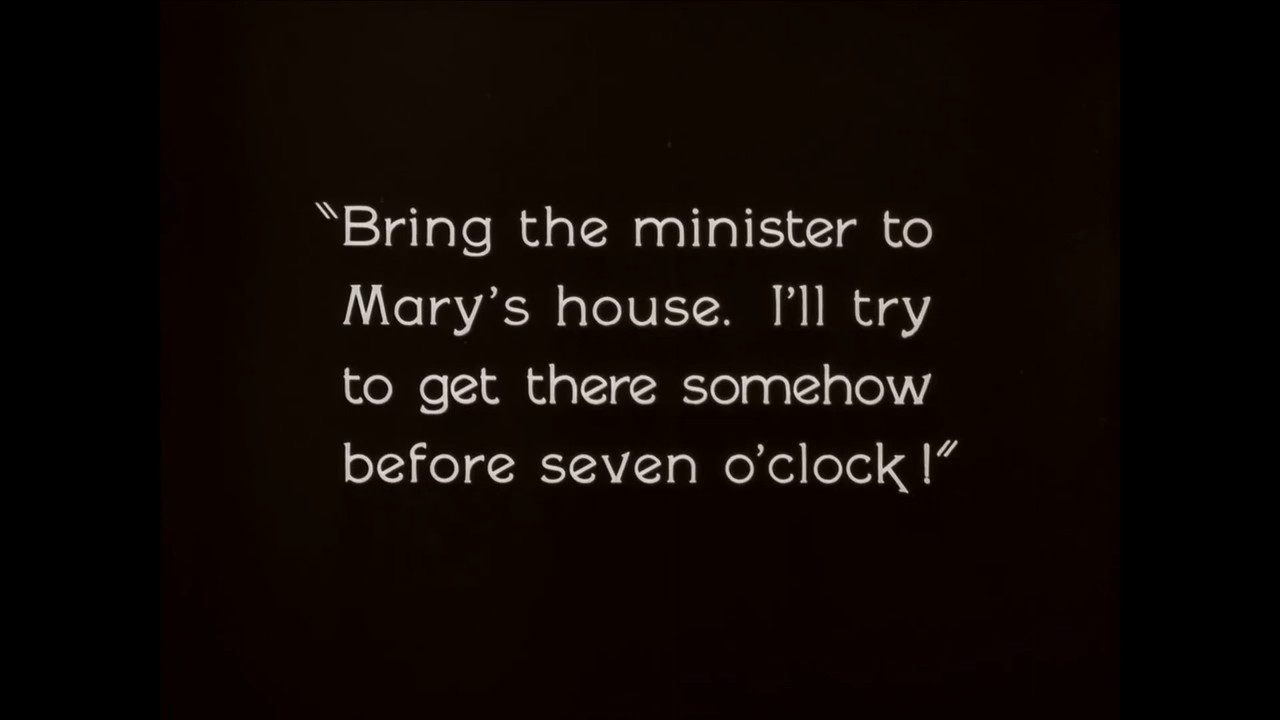 “Bring the minister to
Mary's house. I'll try
to get there somehow
before seven o'clock!”